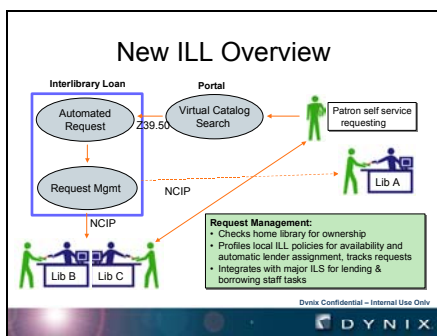 New ILL Overview
Interlibrary Loan
Portal
Automated
Request
Z39.50
Virtual Catalog
Search
Patron self service
requesting
Request Mgmt
NCIP
Lib A
NCIP
Lib B
Lib C
Request Management:
• Checks home library for ownership
• Profiles local ILL policies for availability and
automatic lender assignment, tracks requests
• Integrates with major ILS for lending &
borrowing staff tasks
Dynix Confidential – Internal Use Only
DYNIX